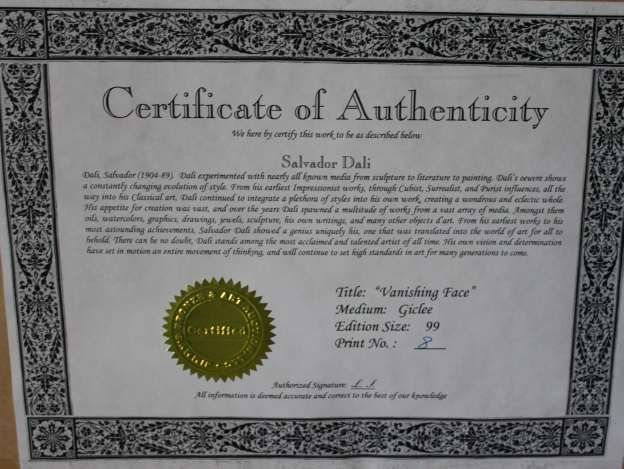 Certificate of Authenticity
We here by certify this work to be as described below
Salvador Dali
Dali, Salvador (1904-89). Dali experimented with nearly all known media from sculpture to literature to painting. Dali's oeuvre shows
a constantly changing evolution of style. From his earliest Impressionist works, through Cubist, Surrealist, and Purist influences, all the
way into his Classical art, Dali continued to integrate a plethora of styles into his own work, creating a wondrous and eclectic whole.
His appetite for creation was vast, and over the years Dali spawned a multitude of works from a vast array of media. Amongst them
oils, watercolors, graphics, drawings, jewels, sculpture, his own writings, and many other objects d'art. From his earliest work to his
most astounding achievements, Salvador Dali showed a genius uniquely his, one that was translated into the world of art for all to
behold. There can be no doubt, Dali stands among the most acclaimed and talented artist of all time. His own vision and determination
have set in motion an entire movement of thinking, and will continue to set high standards in art for many generations to come.
Title: "Vanishing Face"
Medium: Giclee
Edition Size: 99
Print No. : 8
Certified
Authorized Signature:
All information is deemed accurate and correct to the best of our knowledge